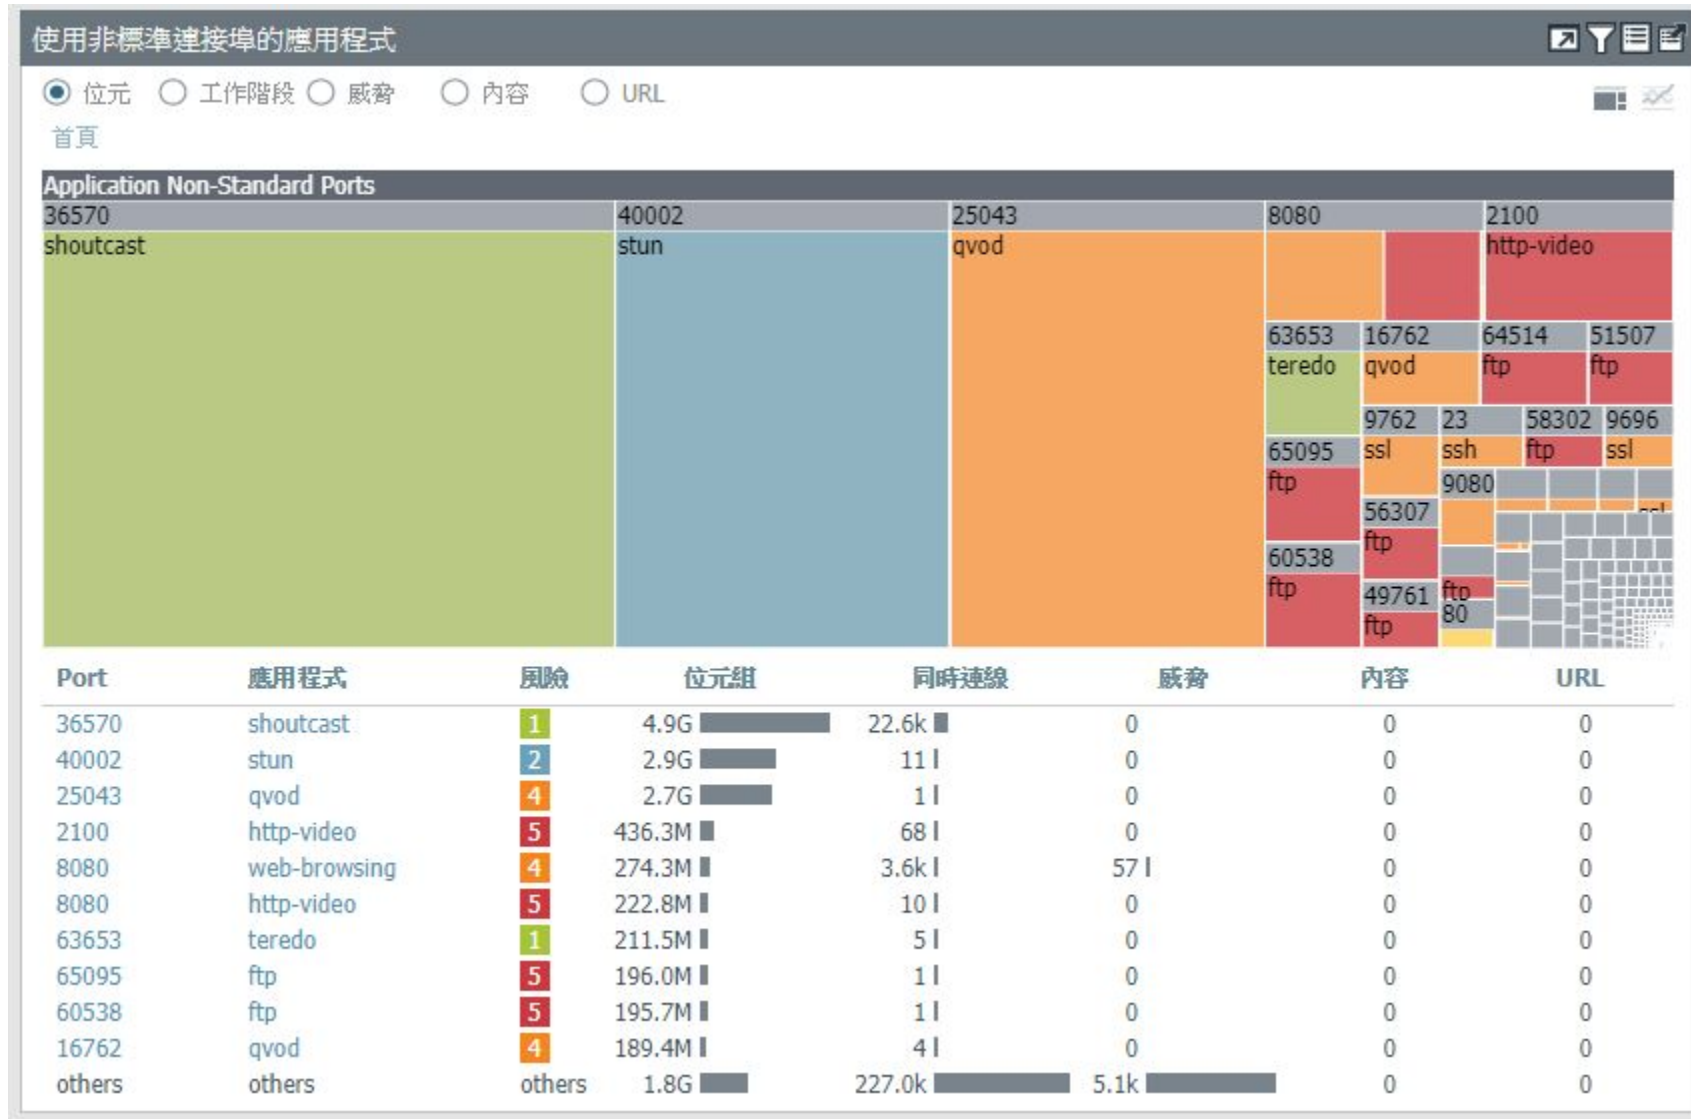 使用非標準連接埠的應用程式
位元 工作階段 威脅 內容 URL
首頁
Application Non-Standard Ports
36570 40002 25043 8080 2100
shoutcast stun qvod http-video
63653 16762 64514 51507
teredo qvod ftp ftp
9762 23 58302 9696
65095 ssl ssh ftp ssl
ftp 9080
56307
ftp
60538
ftp 49761 ftp
ftp 80
Port 應用程式 風險 位元組 同時連線 威脅 內容 URL
36570 shoutcast 1 4.9G 22.6k 0 0 0
40002 stun 2 2.9G 11 0 0 0
25043 qvod 4 2.7G 1 0 0 0
2100 http-video 5 436.3M 68 0 0 0
8080 web-browsing 4 274.3M 3.6k 57 0 0
8080 http-video 5 222.8M 10 0 0 0
63653 teredo 1 211.5M 5 0 0 0
65095 ftp 5 196.0M 1 0 0 0
60538 ftp 5 195.7M 1 0 0 0
16762 qvod 4 189.4M 4 0 0 0
others others others 1.8G 227.0k 5.1k 0 0